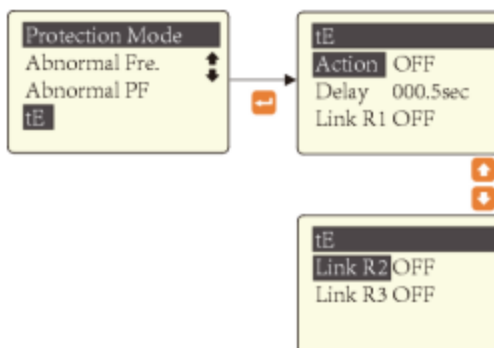 Protection Mode
Abnormal Fre.
Abnormal PF
tE
tE
Action OFF
Delay 000.5sec
Link R1 OFF
tE
Link R2 OFF
Link R3 OFF